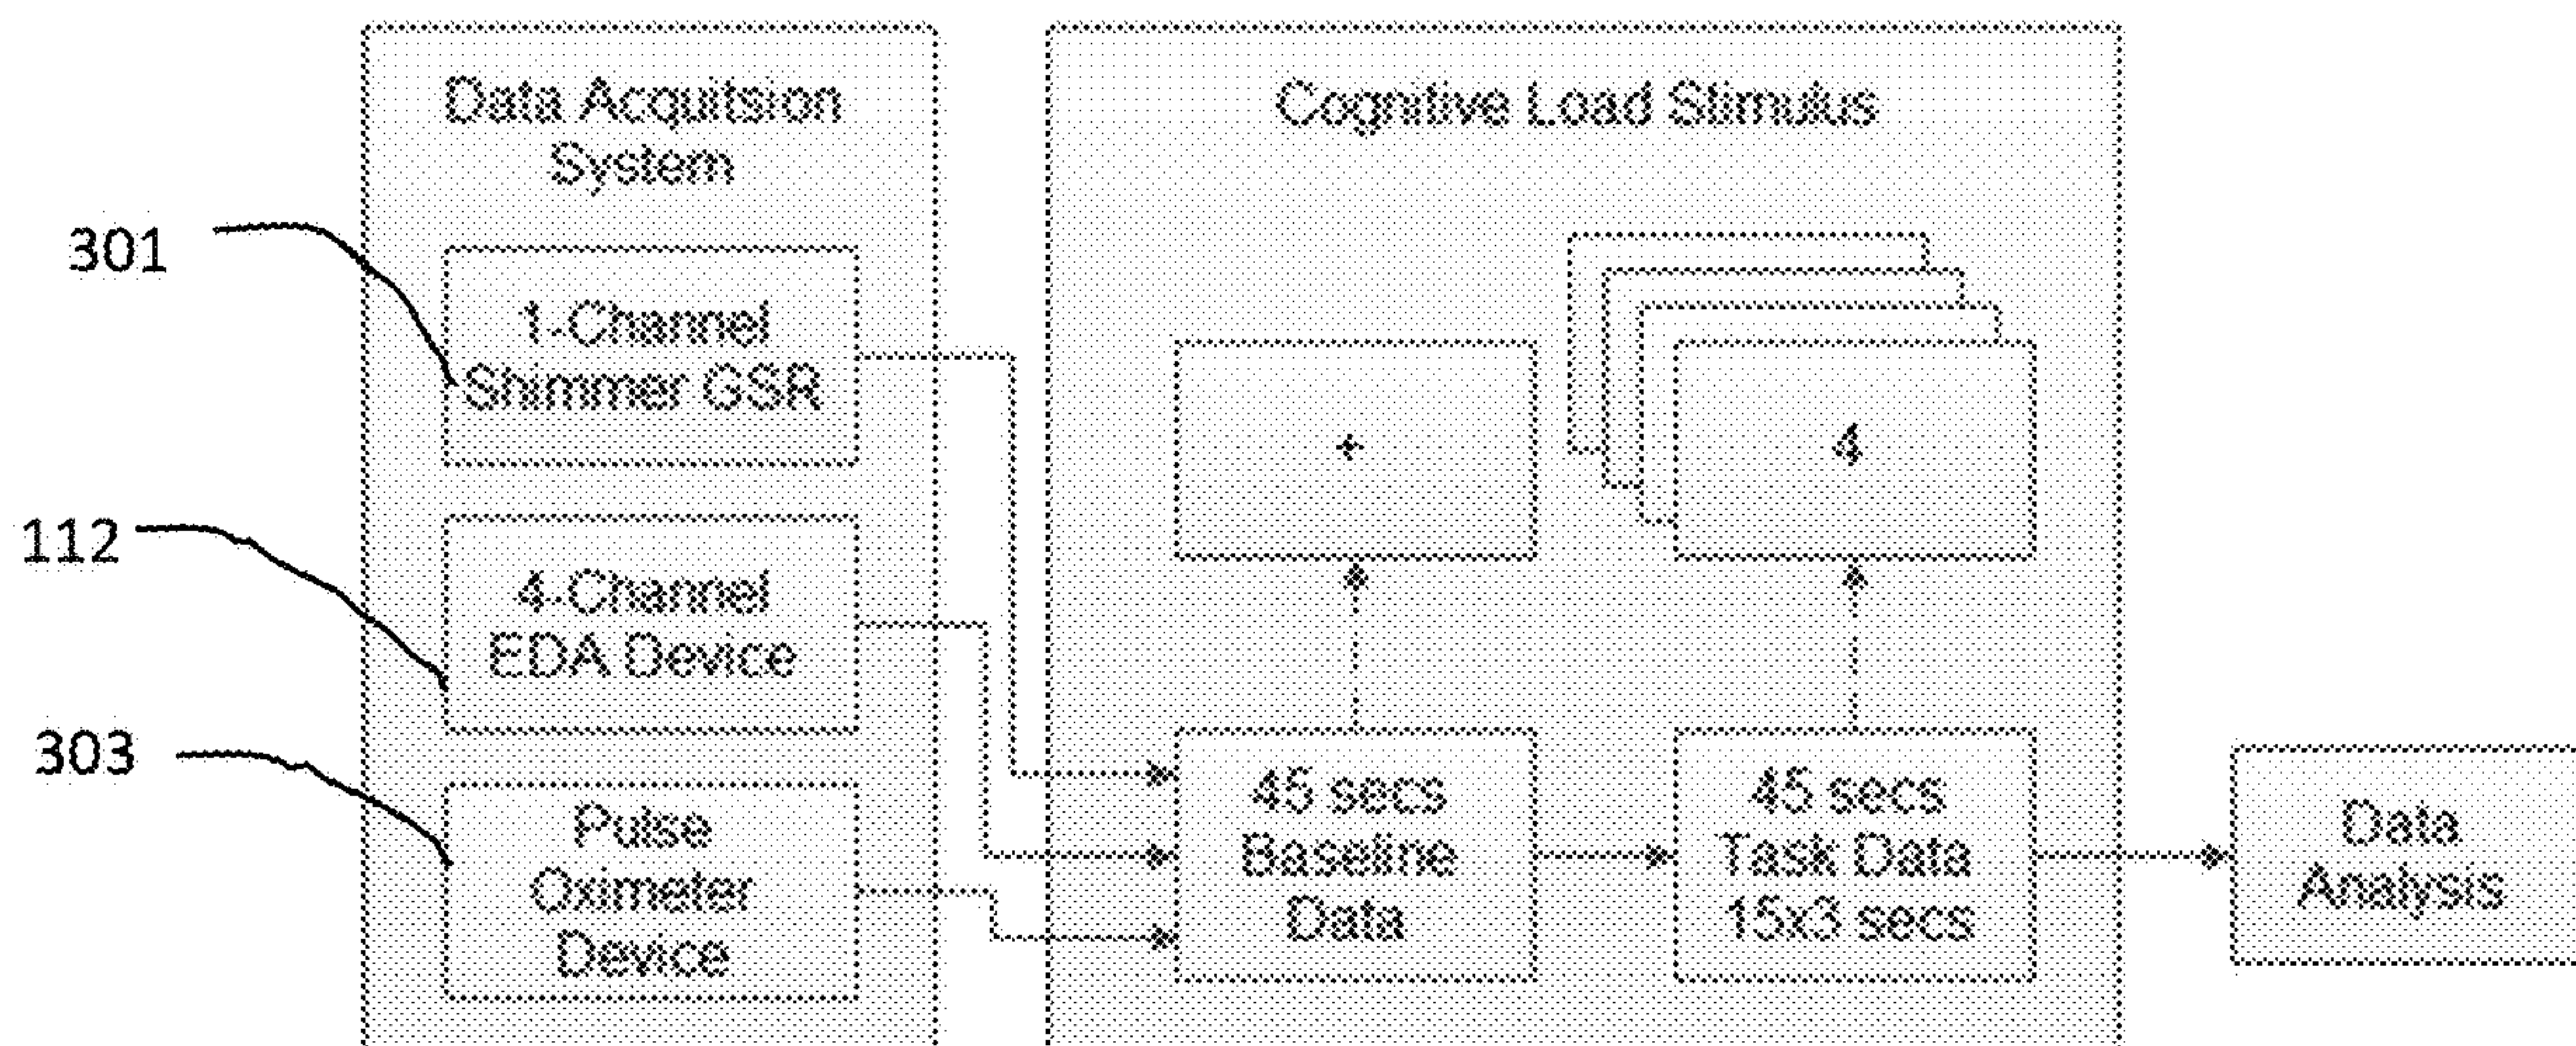 Data Acquitsion
System
301
1-Channel
Shimmer GSR
112
4-Channel
EDA Device
303
Pulse
Oximeter
Device
Cognitive Load Stimulus
+
4
45 secs
Baseline
Data
45 secs
Task Data
15x3 secs
Data
Analysis